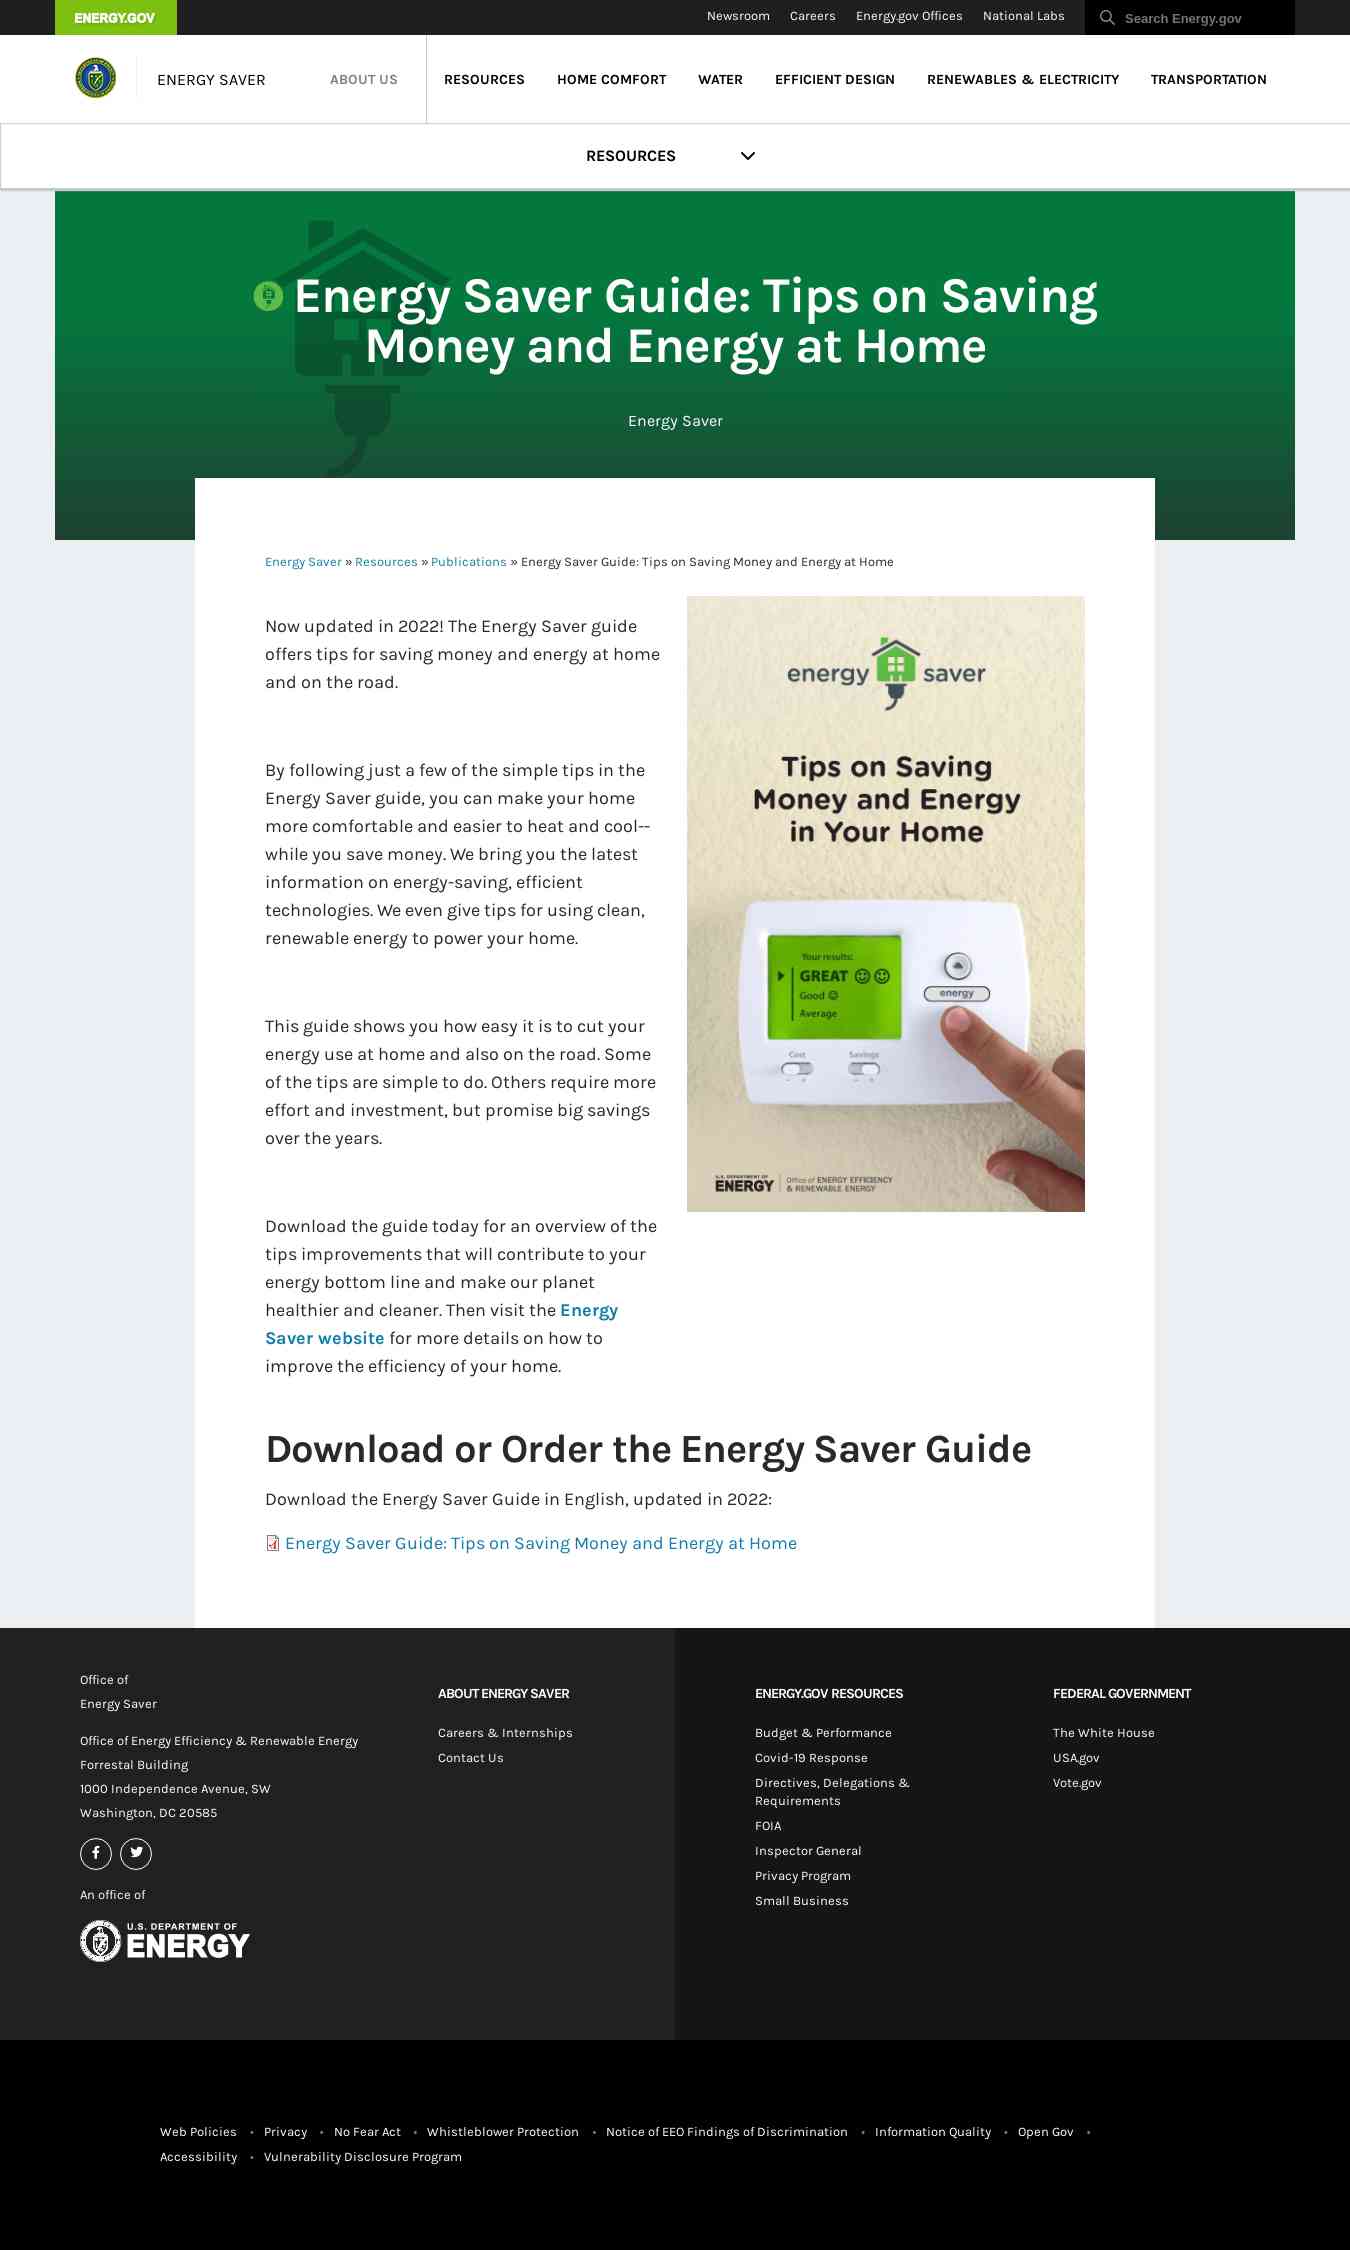 ENERGY.GOV
Newsroom Careers Energy.gov Offices National Labs Search Energy.gov
ENERGY SAVER ABOUT US RESOURCES HOME COMFORT WATER EFFICIENT DESIGN RENEWABLES & ELECTRICITY TRANSPORTATION
RESOURCES
Energy Saver Guide: Tips on Saving
Money and Energy at Home
Energy Saver
Energy Saver » Resources » Publications » Energy Saver Guide: Tips on Saving Money and Energy at Home
Now updated in 2022! The Energy Saver guide
offers tips for saving money and energy at home
and on the road.
By following just a few of the simple tips in the
Energy Saver guide, you can make your home
more comfortable and easier to heat and cool--
while you save money. We bring you the latest
information on energy-saving, efficient
technologies. We even give tips for using clean,
renewable energy to power your home.
This guide shows you how easy it is to cut your
energy use at home and also on the road. Some
of the tips are simple to do. Others require more
effort and investment, but promise big savings
over the years.
Download the guide today for an overview of the
tips improvements that will contribute to your
energy bottom line and make our planet
healthier and cleaner. Then visit the Energy
Saver website for more details on how to
improve the efficiency of your home.
energy saver
Tips on Saving
Money and Energy
in Your Home
Your results:
GREAT
Good
Average
energy
Cost Savings
- + - +
U.S. DEPARTMENT OF
ENERGY
Office of ENERGY EFFICIENCY
& RENEWABLE ENERGY
Download or Order the Energy Saver Guide
Download the Energy Saver Guide in English, updated in 2022:
Energy Saver Guide: Tips on Saving Money and Energy at Home
Office of
Energy Saver
Office of Energy Efficiency & Renewable Energy
Forrestal Building
1000 Independence Avenue, SW
Washington, DC 20585
An office of
U.S. DEPARTMENT OF
ENERGY
ABOUT ENERGY SAVER
Careers & Internships
Contact Us
ENERGY.GOV RESOURCES
Budget & Performance
Covid-19 Response
Directives, Delegations &
Requirements
FOIA
Inspector General
Privacy Program
Small Business
FEDERAL GOVERNMENT
The White House
USA.gov
Vote.gov
Web Policies • Privacy • No Fear Act • Whistleblower Protection • Notice of EEO Findings of Discrimination • Information Quality • Open Gov •
Accessibility • Vulnerability Disclosure Program